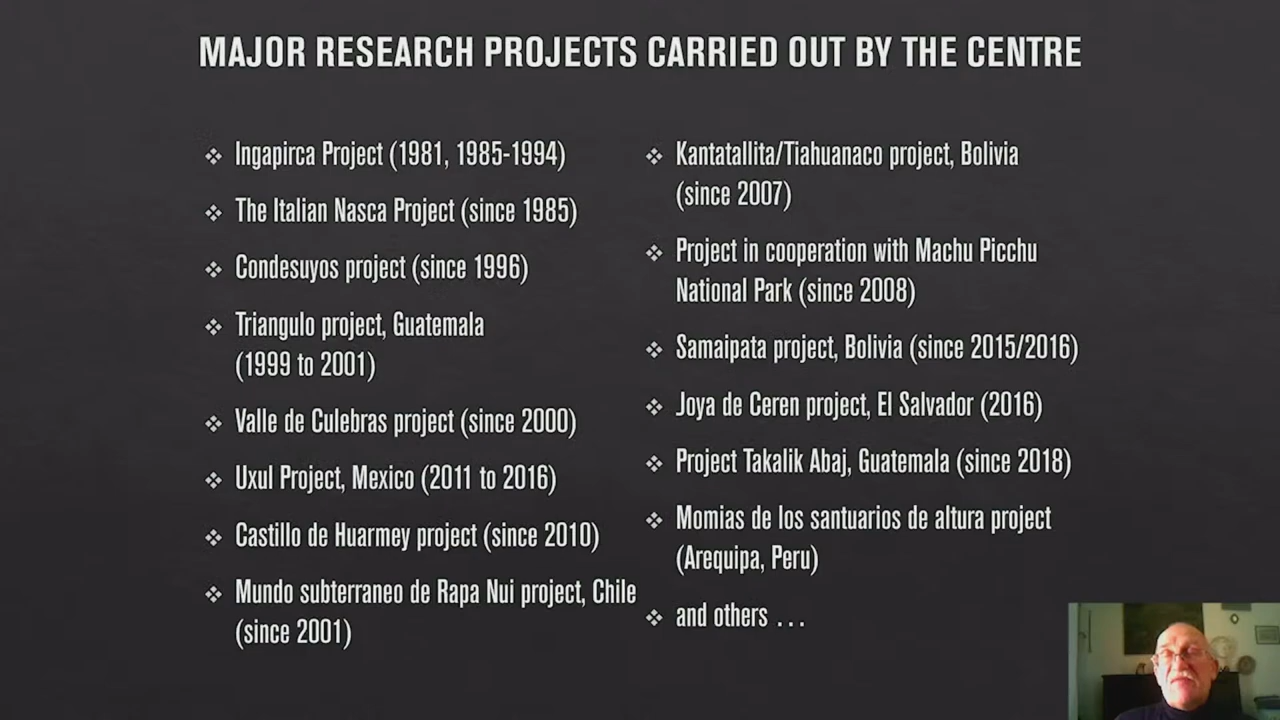 MAJOR RESEARCH PROJECTS CARRIED OUT BY THE CENTRE
Ingapirca Project (1981, 1985-1994)
The Italian Nasca Project (since 1985)
Condesuyos project (since 1996)
Triangulo project, Guatemala
(1999 to 2001)
Valle de Culebras project (since 2000)
Uxul Project, Mexico (2011 to 2016)
Castillo de Huarmey project (since 2010)
Mundo subterraneo de Rapa Nui project, Chile
(since 2001)
Kantatallita/Tiahuanaco project, Bolivia
(since 2007)
Project in cooperation with Machu Picchu
National Park (since 2008)
Samaipata project, Bolivia (since 2015/2016)
Joya de Ceren project, El Salvador (2016)
Project Takalik Abaj, Guatemala (since 2018)
Momias de los santuarios de altura project
(Arequipa, Peru)
and others ...